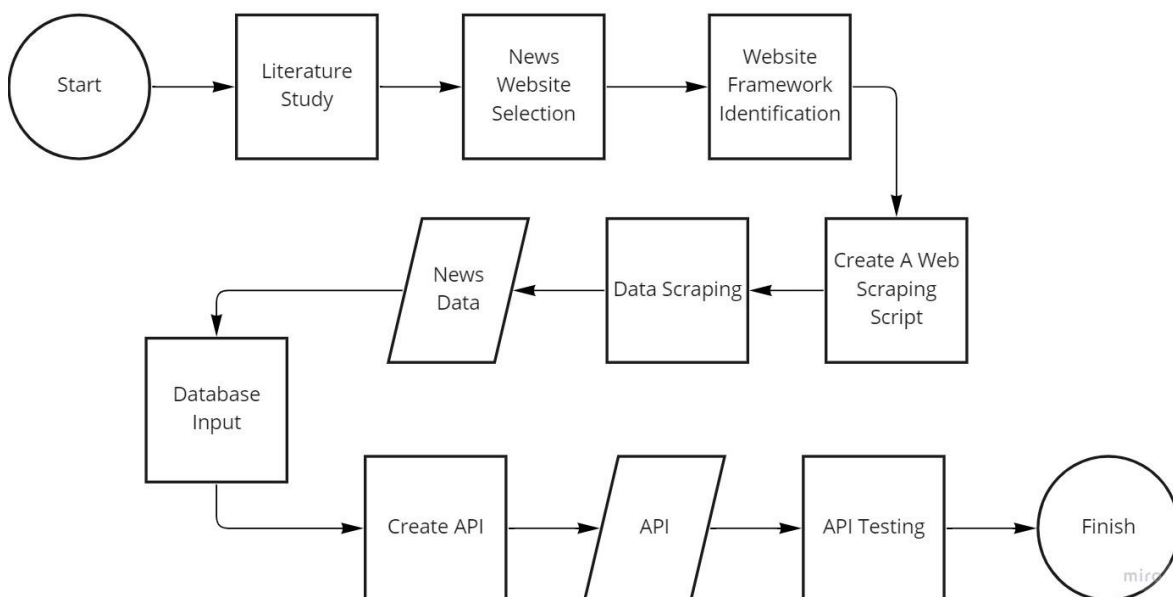 Start
Literature
Study
News
Website
Selection
Website
Framework
Identification
Create A Web
Scraping
Script
Data Scraping
News
Data
Database
Input
Create API
API
API Testing
Finish
miro